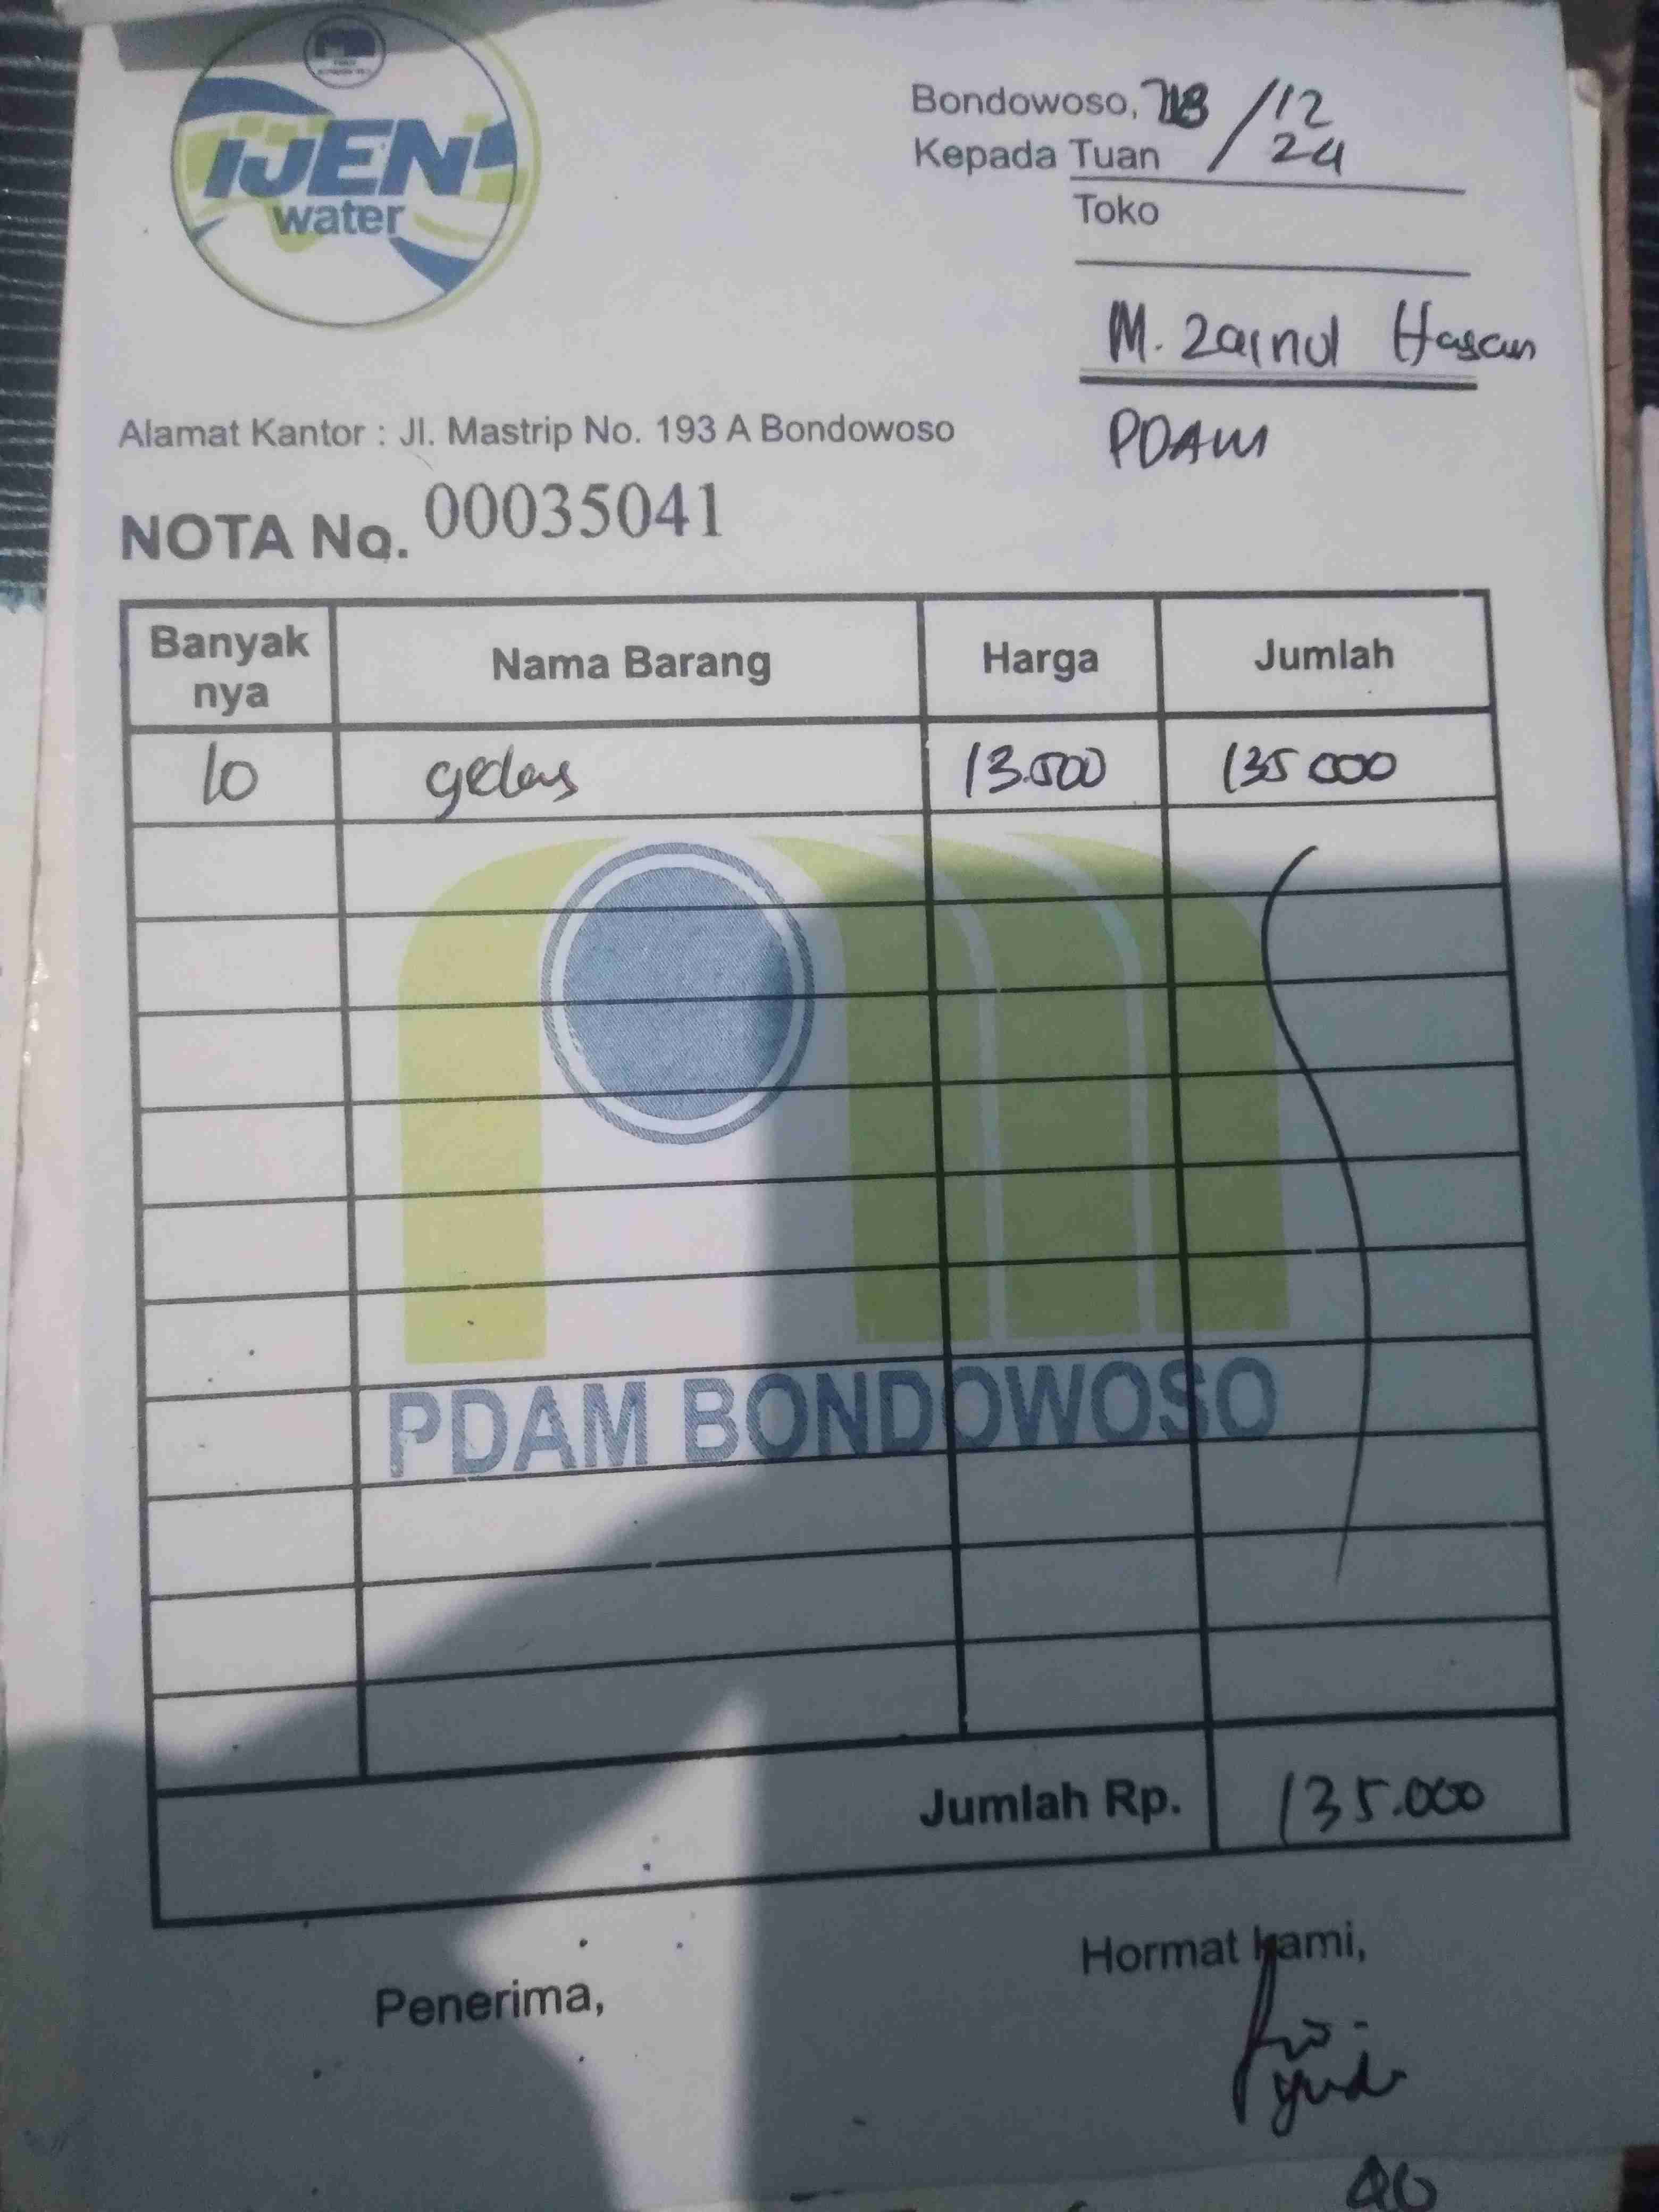 IJEN
water
Bondowoso, /12
Kepada Tuan 24
Toko
M. Zainul Hasan
PDAM
Alamat Kantor : Jl. Mastrip No. 193 A Bondowoso
NOTA No. 00035041
Banyak nya Nama Barang Harga Jumlah
10 gelas 13.500 135 000
PDAM BONDOWOSO
Jumlah Rp. 135.000
Penerima,
Hormat kami,
yudi